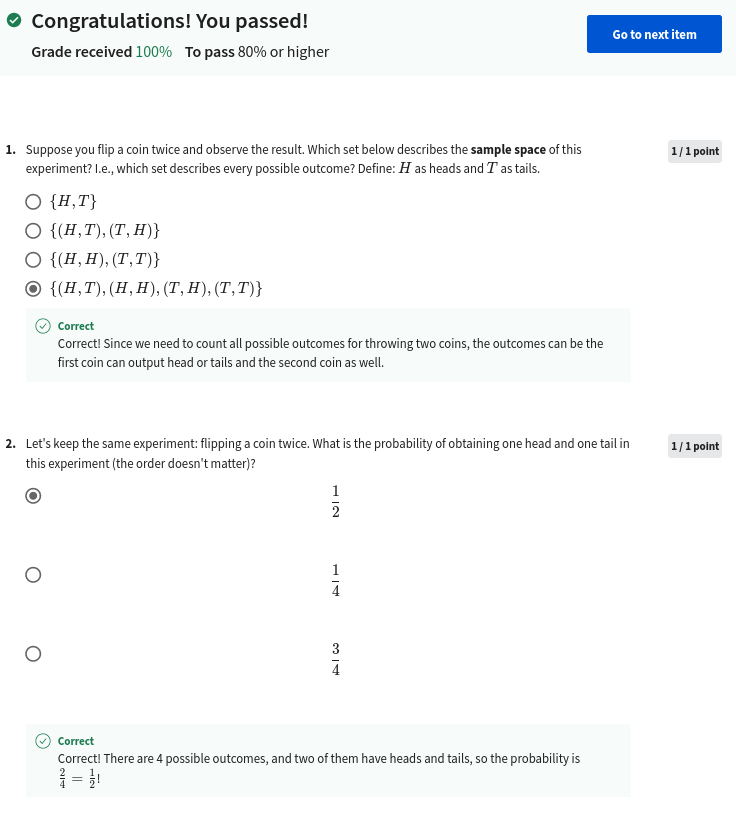 Congratulations! You passed!
Go to next item
Grade received 100% To pass 80% or higher
1. Suppose you flip a coin twice and observe the result. Which set below describes the sample space of this
experiment? I.e., which set describes every possible outcome? Define: H as heads and T as tails.
1 / 1 point
{H, T}
{(H, T), (T, H)}
{(H, H), (T, T)}
{(H, T), (H, H), (T, H), (T, T)}
Correct
Correct! Since we need to count all possible outcomes for throwing two coins, the outcomes can be the
first coin can output head or tails and the second coin as well.
2. Let's keep the same experiment: flipping a coin twice. What is the probability of obtaining one head and one tail in
this experiment (the order doesn't matter)?
1 / 1 point
1/2
1/4
3/4
Correct
Correct! There are 4 possible outcomes, and two of them have heads and tails, so the probability is
2/4 = 1/2!